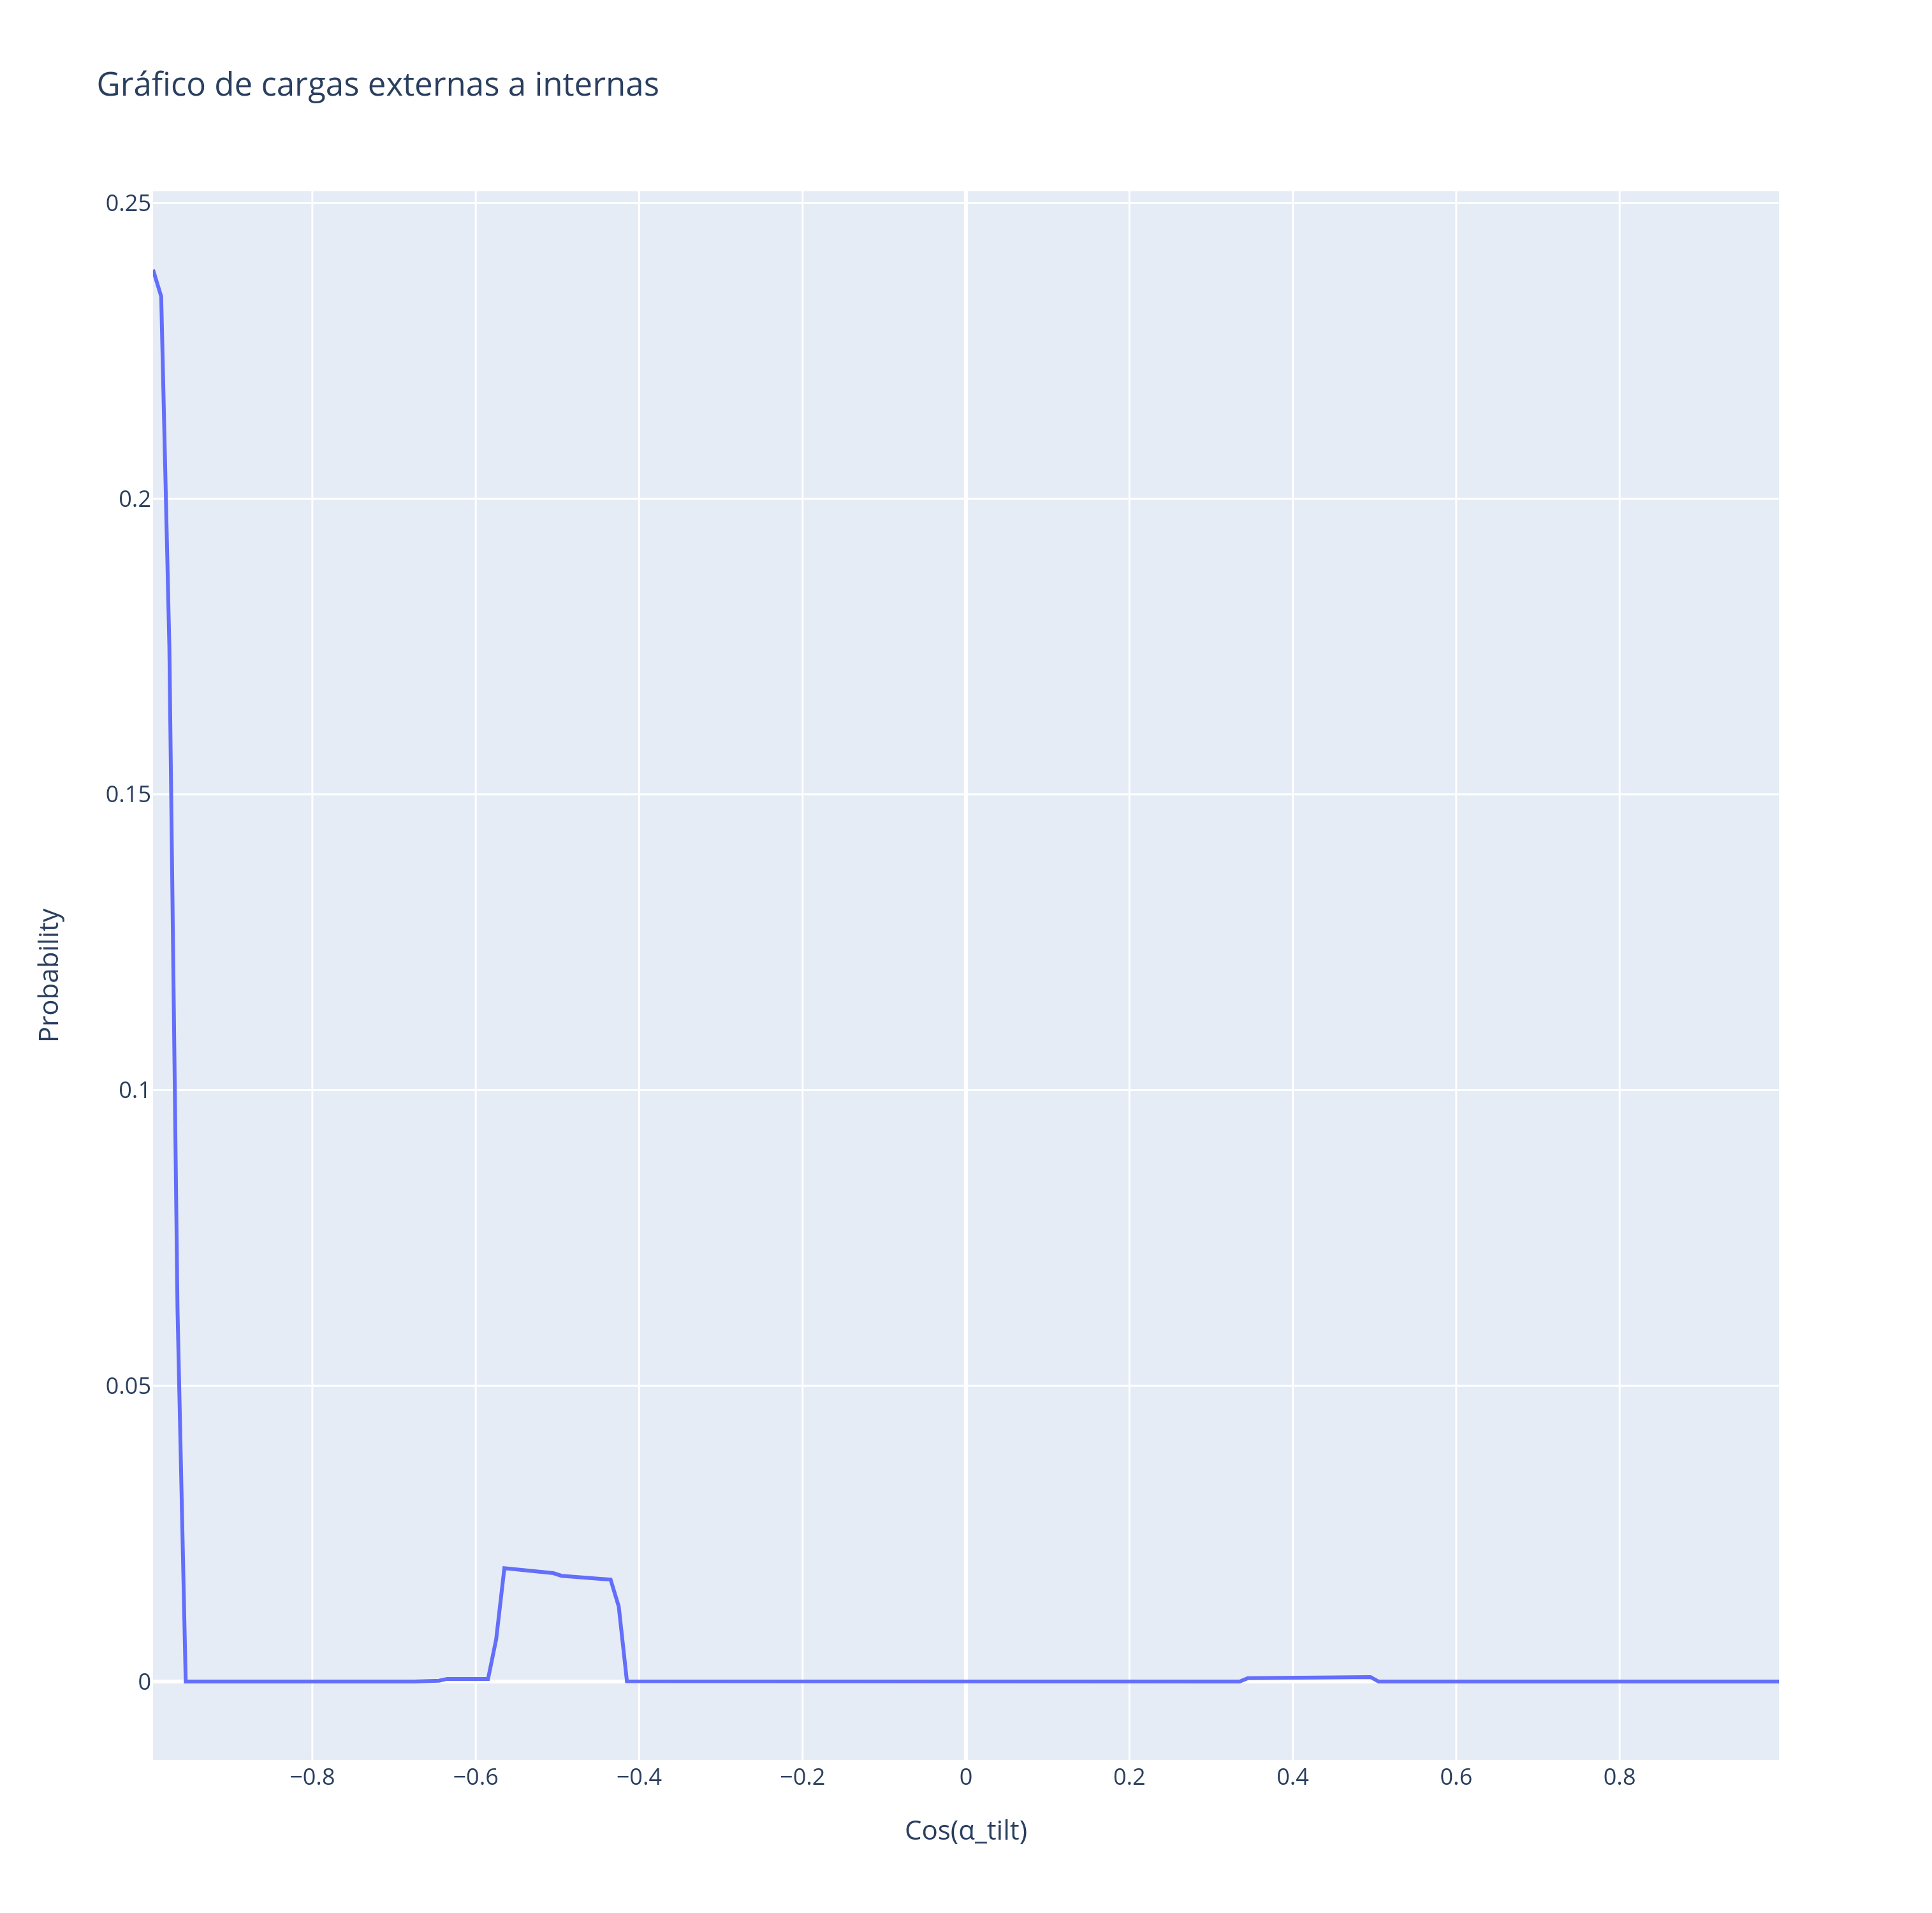 Gráfico de cargas externas a internas
0.25
0.2
0.15
0.1
0.05
0
Probability
−0.8 −0.6 −0.4 −0.2 0 0.2 0.4 0.6 0.8
Cos(α_tilt)